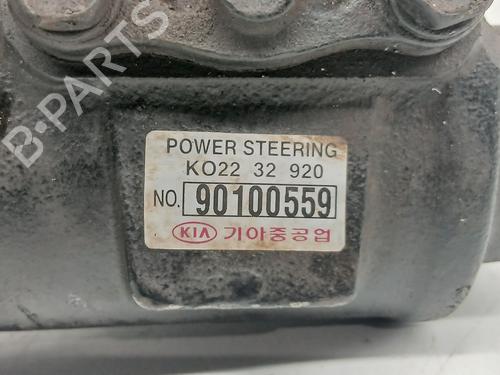 B-PARTS
POWER STEERING
KO22 32 920
NO. 90100559
KIA 기아중공업